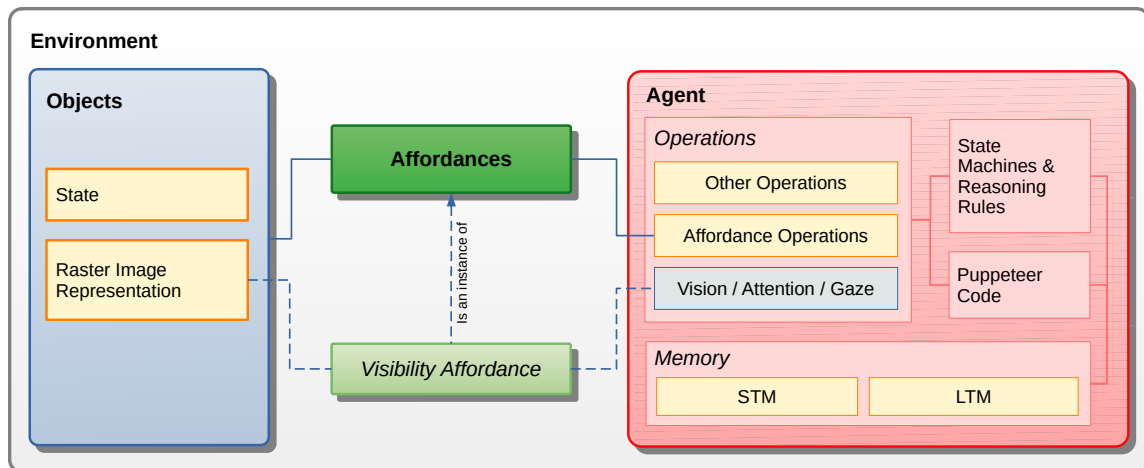 Environment
Objects
State
Raster Image
Representation
Affordances
Is an instance of
Visibility Affordance
Agent
Operations
Other Operations
Affordance Operations
Vision / Attention / Gaze
State
Machines &
Reasoning
Rules
Puppeteer
Code
Memory
STM
LTM